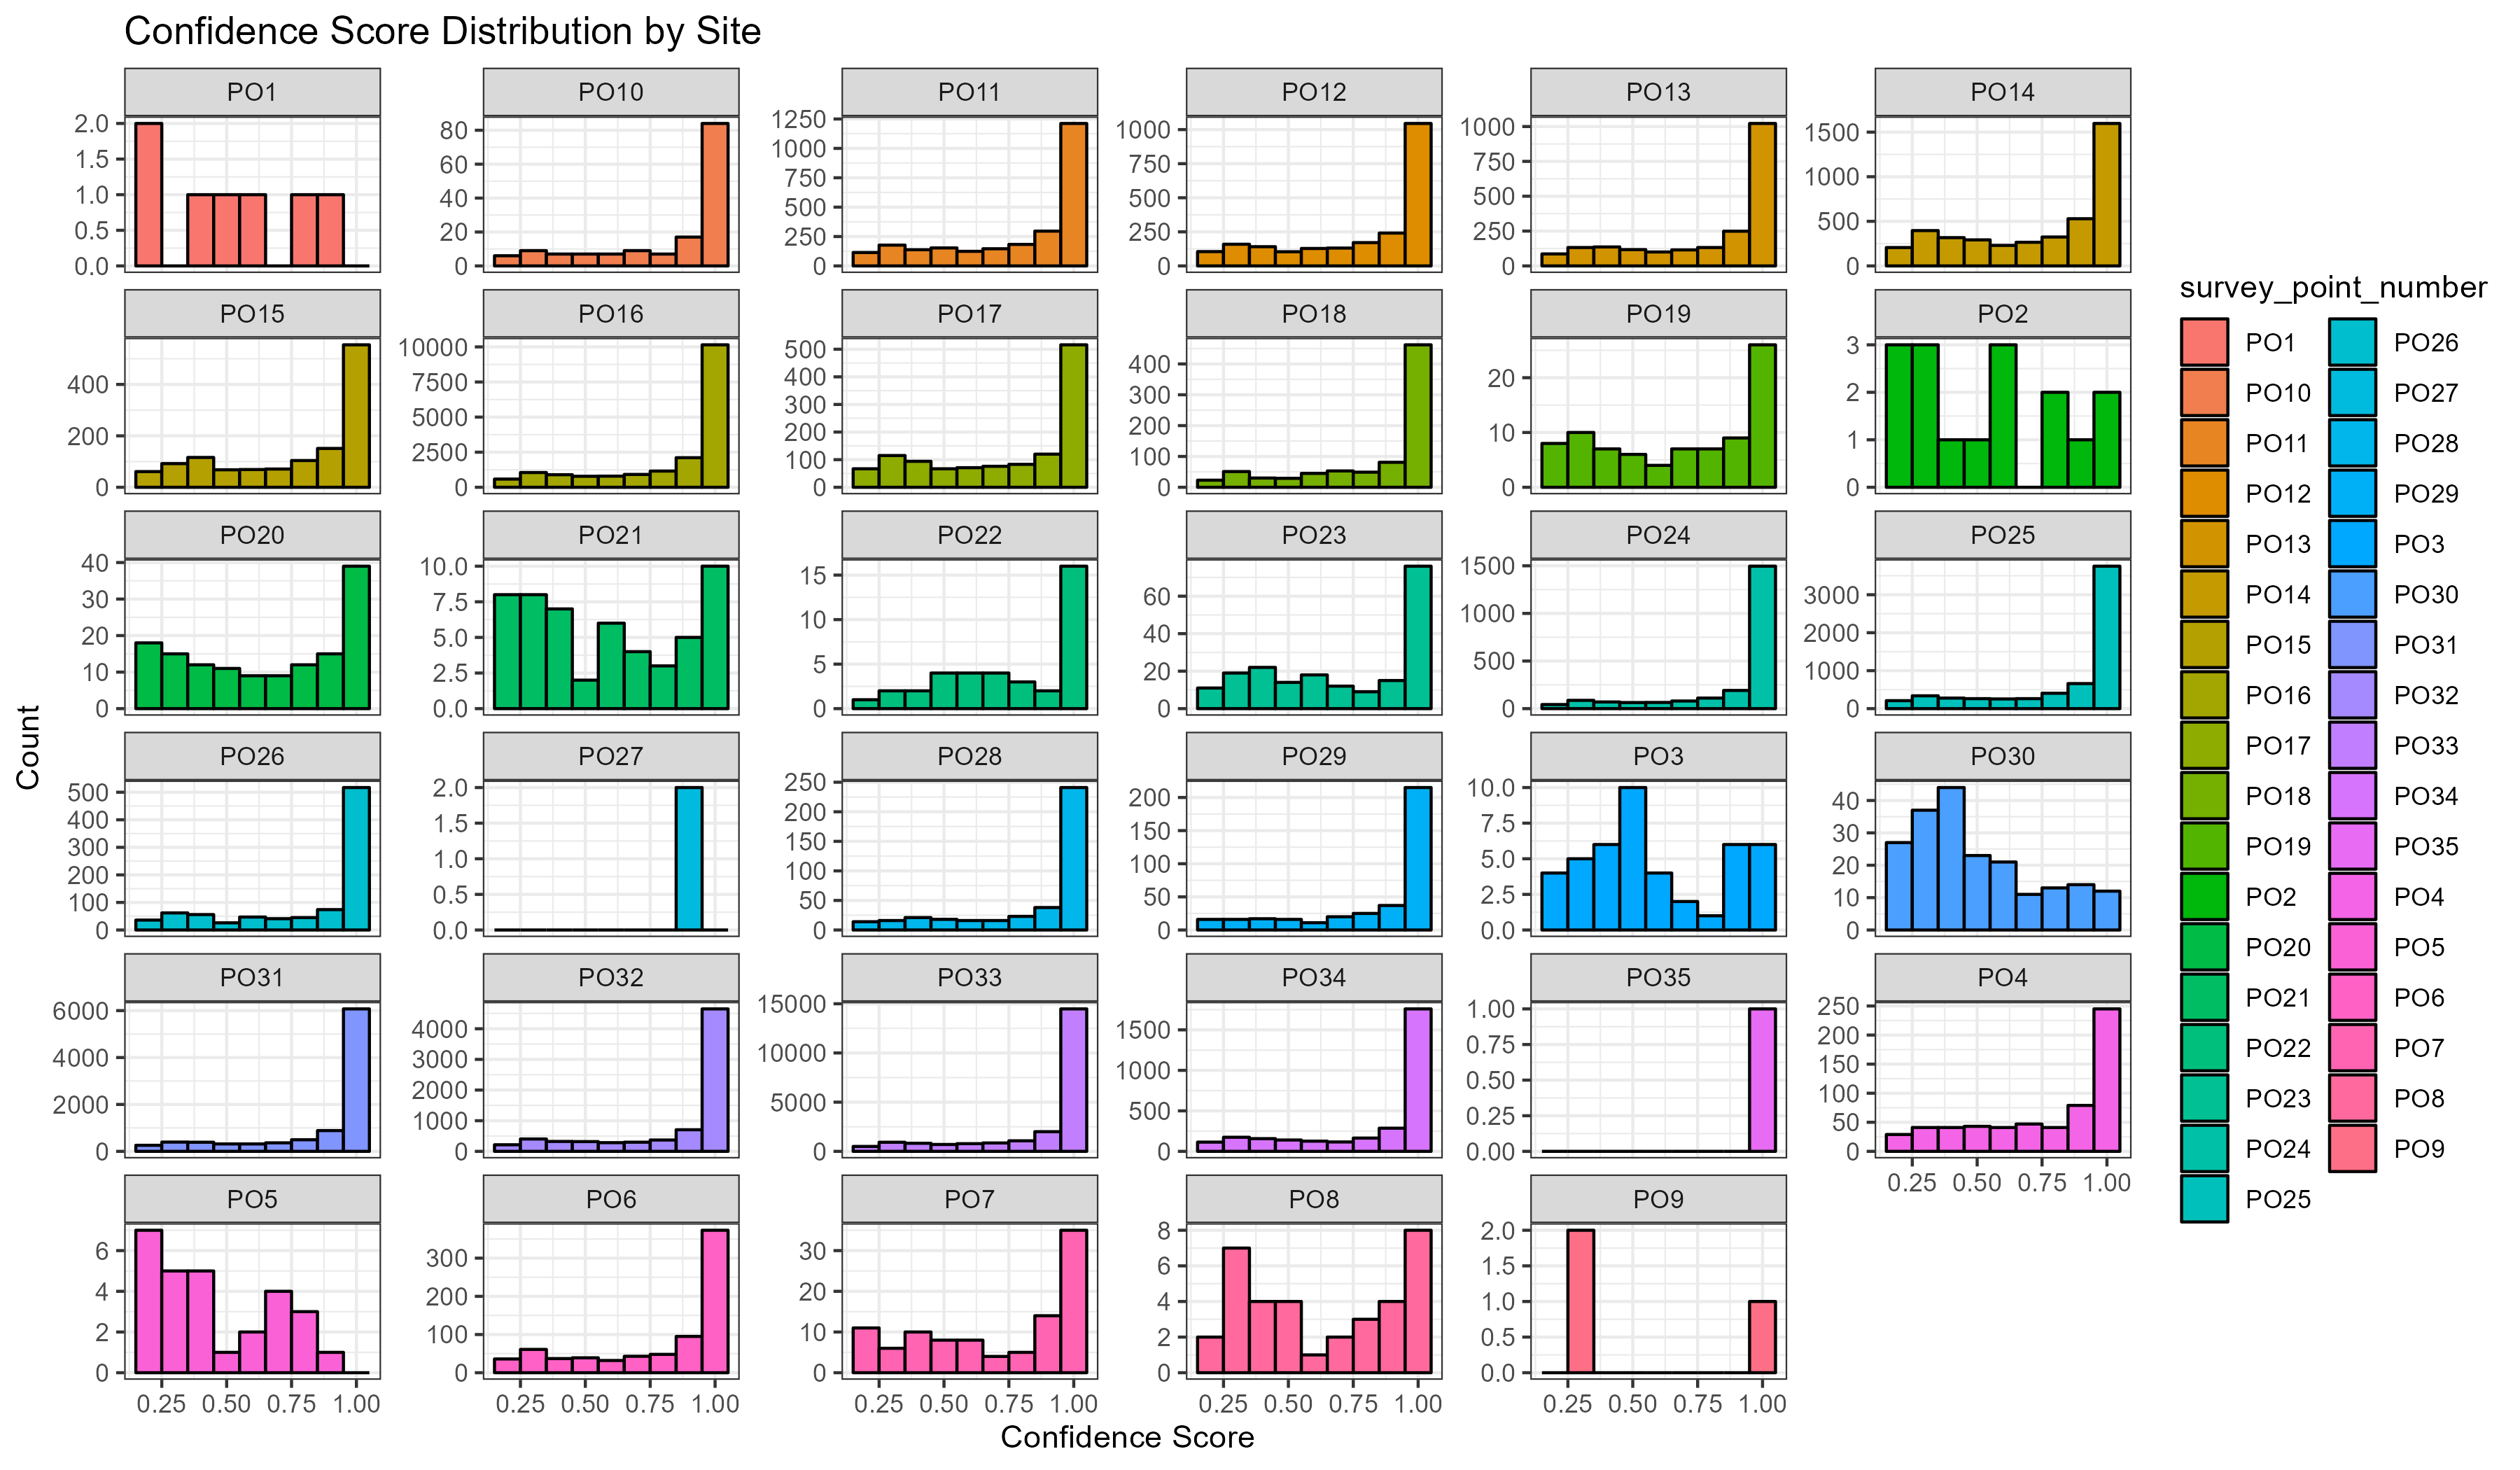 Confidence Score Distribution by Site
PO1
PO10
PO11
PO12
PO13
PO14
2.0
1.5
1.0
0.5
0.0
80
60
40
20
0
1250
1000
750
500
250
0
1000
750
500
250
0
1000
750
500
250
0
1500
1000
500
0
PO15
PO16
PO17
PO18
PO19
PO2
400
200
0
10000
7500
5000
2500
0
500
400
300
200
100
0
400
300
200
100
0
20
10
0
3
2
1
0
PO20
PO21
PO22
PO23
PO24
PO25
40
30
20
10
0
10.0
7.5
5.0
2.5
0.0
15
10
5
0
60
40
20
0
1500
1000
500
0
3000
2000
1000
0
Count
PO26
PO27
PO28
PO29
PO3
PO30
500
400
300
200
100
0
2.0
1.5
1.0
0.5
0.0
250
200
150
100
50
0
200
150
100
50
0
10.0
7.5
5.0
2.5
0.0
40
30
20
10
0
PO31
PO32
PO33
PO34
PO35
PO4
6000
4000
2000
0
4000
3000
2000
1000
0
15000
10000
5000
0
1500
1000
500
0
1.00
0.75
0.50
0.25
0.00
250
200
150
100
50
0
0.25 0.50 0.75 1.00
PO5
PO6
PO7
PO8
PO9
6
4
2
0
300
200
100
0
30
20
10
0
8
6
4
2
0
2.0
1.5
1.0
0.5
0.0
0.25 0.50 0.75 1.00
0.25 0.50 0.75 1.00
0.25 0.50 0.75 1.00
0.25 0.50 0.75 1.00
0.25 0.50 0.75 1.00
Confidence Score
survey_point_number
PO1
PO10
PO11
PO12
PO13
PO14
PO15
PO16
PO17
PO18
PO19
PO2
PO20
PO21
PO22
PO23
PO24
PO25
PO26
PO27
PO28
PO29
PO3
PO30
PO31
PO32
PO33
PO34
PO35
PO4
PO5
PO6
PO7
PO8
PO9